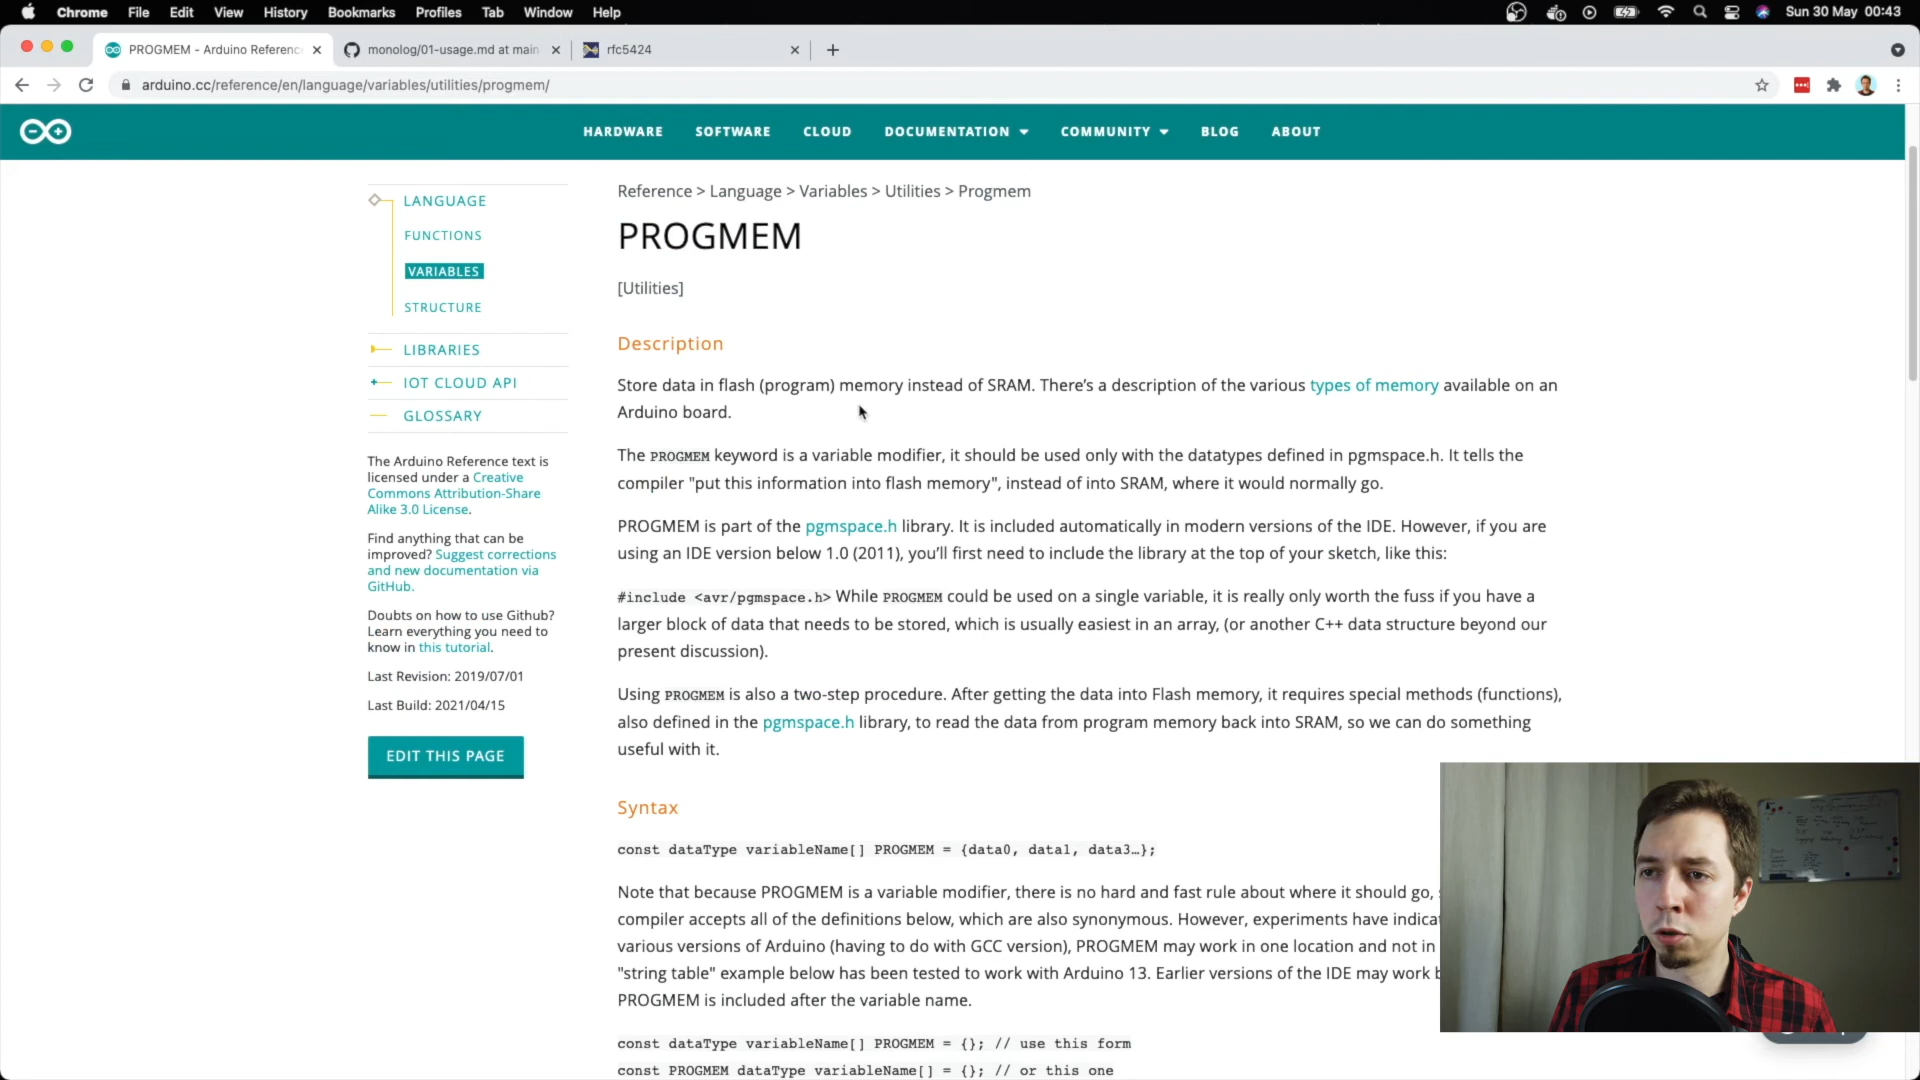 Chrome File Edit View History Bookmarks Profiles Tab Window Help Sun 30 May 00:43
PROGMEM - Arduino Reference
monolog/01-usage.md at main
rfc5424
arduino.cc/reference/en/language/variables/utilities/progmem/
HARDWARE SOFTWARE CLOUD DOCUMENTATION COMMUNITY BLOG ABOUT
LANGUAGE
FUNCTIONS
VARIABLES
STRUCTURE
LIBRARIES
IOT CLOUD API
GLOSSARY
The Arduino Reference text is
licensed under a Creative
Commons Attribution-Share
Alike 3.0 License.
Find anything that can be
improved? Suggest corrections
and new documentation via
GitHub.
Doubts on how to use Github?
Learn everything you need to
know in this tutorial.
Last Revision: 2019/07/01
Last Build: 2021/04/15
EDIT THIS PAGE
Reference > Language > Variables > Utilities > Progmem
PROGMEM
[Utilities]
Description
Store data in flash (program) memory instead of SRAM. There’s a description of the various types of memory available on an
Arduino board.
The PROGMEM keyword is a variable modifier, it should be used only with the datatypes defined in pgmspace.h. It tells the
compiler "put this information into flash memory", instead of into SRAM, where it would normally go.
PROGMEM is part of the pgmspace.h library. It is included automatically in modern versions of the IDE. However, if you are
using an IDE version below 1.0 (2011), you’ll first need to include the library at the top of your sketch, like this:
#include <avr/pgmspace.h> While PROGMEM could be used on a single variable, it is really only worth the fuss if you have a
larger block of data that needs to be stored, which is usually easiest in an array, (or another C++ data structure beyond our
present discussion).
Using PROGMEM is also a two-step procedure. After getting the data into Flash memory, it requires special methods (functions),
also defined in the pgmspace.h library, to read the data from program memory back into SRAM, so we can do something
useful with it.
Syntax
const dataType variableName[] PROGMEM = {data0, data1, data3…};
Note that because PROGMEM is a variable modifier, there is no hard and fast rule about where it should go,
compiler accepts all of the definitions below, which are also synonymous. However, experiments have indicat
various versions of Arduino (having to do with GCC version), PROGMEM may work in one location and not in
"string table" example below has been tested to work with Arduino 13. Earlier versions of the IDE may work
PROGMEM is included after the variable name.
const dataType variableName[] PROGMEM = {}; // use this form
const PROGMEM dataType variableName[] = {}; // or this one